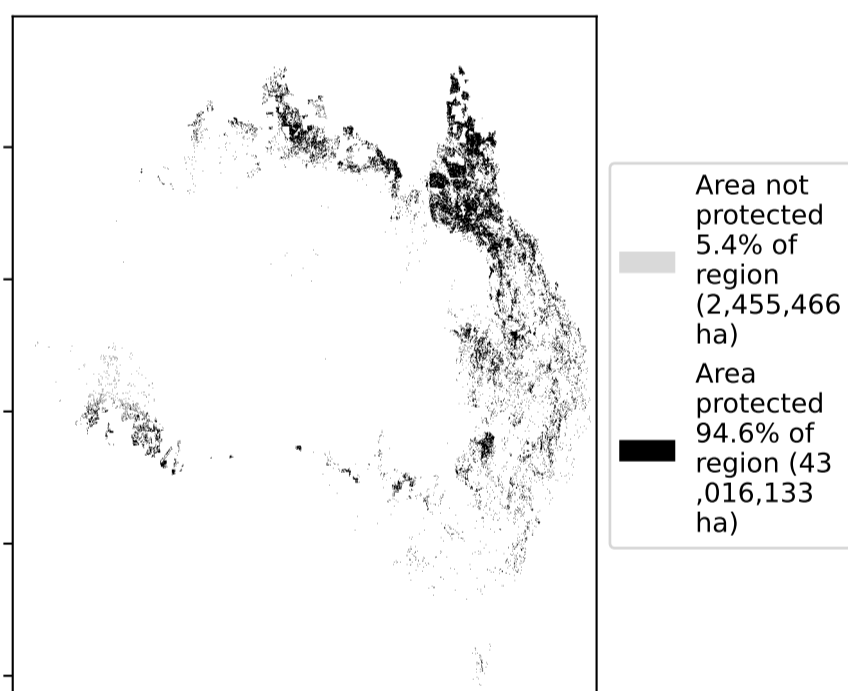 Area not
protected
5.4% of
region
(2,455,466
ha)
Area
protected
94.6% of
region (43
,016,133
ha)